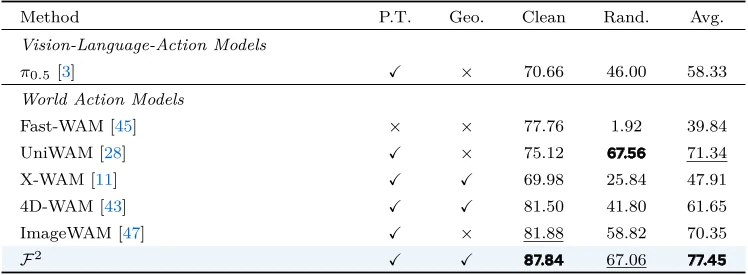 Method P.T. Geo. Clean Rand. Avg.
Vision-Language-Action Models
π0.5 [3] ✓ × 70.66 46.00 58.33
World Action Models
Fast-WAM [45] × × 77.76 1.92 39.84
UniWAM [28] ✓ × 75.12 67.56 71.34
X-WAM [11] ✓ ✓ 69.98 25.84 47.91
4D-WAM [43] ✓ ✓ 81.50 41.80 61.65
ImageWAM [47] ✓ × 81.88 58.82 70.35
ℱ² ✓ ✓ 87.84 67.06 77.45